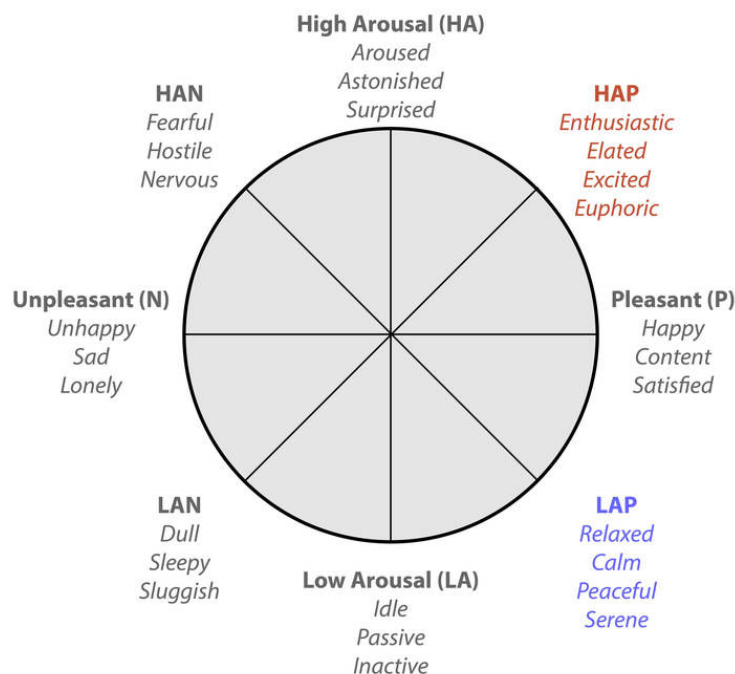 High Arousal (HA)
Aroused
Astonished
Surprised
HAN
Fearful
Hostile
Nervous
HAP
Enthusiastic
Elated
Excited
Euphoric
Unpleasant (N)
Unhappy
Sad
Lonely
Pleasant (P)
Happy
Content
Satisfied
LAN
Dull
Sleepy
Sluggish
Low Arousal (LA)
Idle
Passive
Inactive
LAP
Relaxed
Calm
Peaceful
Serene